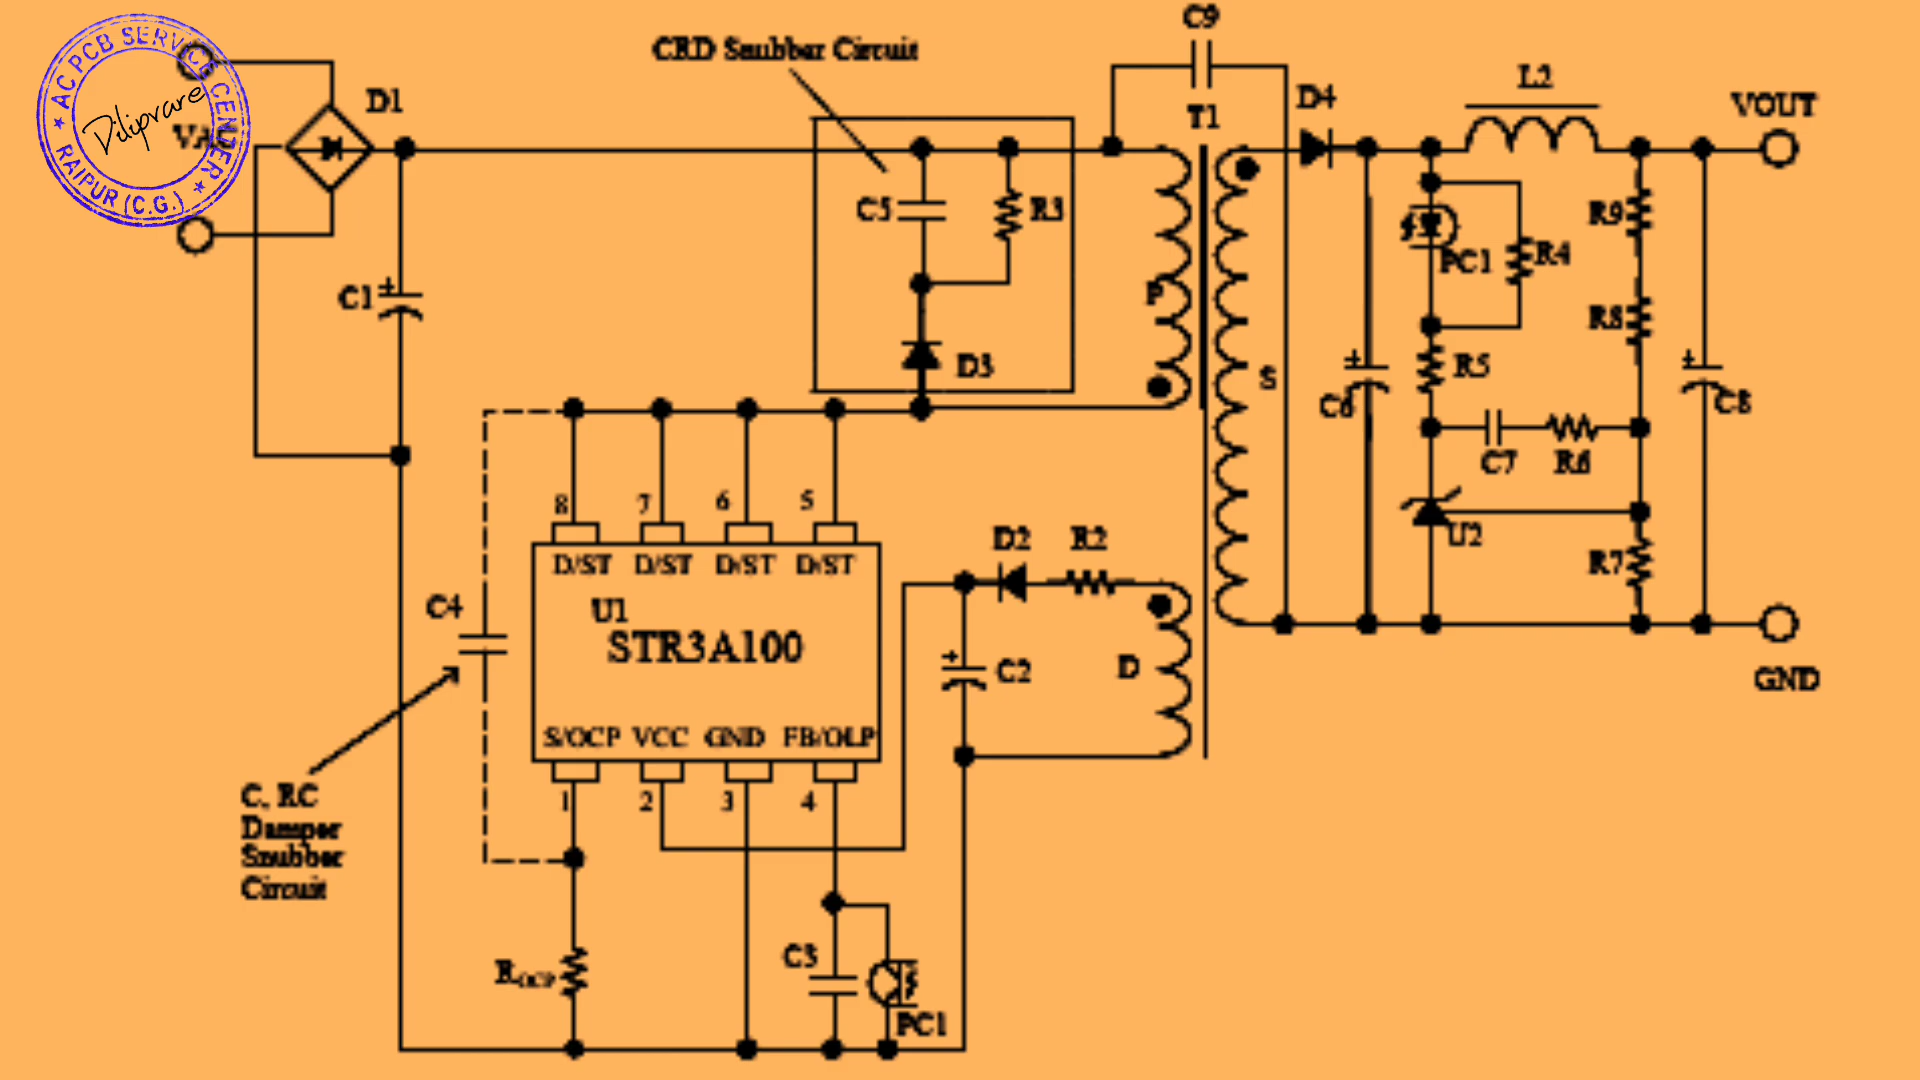 AC PCB SERVICE CENTER
Diliprare
RAIPUR (C.G.)
VAC
D1
C1
CRD Snubber Circuit
C5
R3
D3
C9
T1
P
S
D4
L2
VOUT
PC1
R4
R5
R9
R8
C6
C7
R6
C8
U2
R7
GND
8
7
6
5
D/ST
D/ST
D/ST
D/ST
U1
STR3A100
S/OCP
VCC
GND
FB/OLP
1
2
3
4
C4
C, RC
Damper
Snubber
Circuit
D2
R2
C2
D
ROCP
C3
PC1